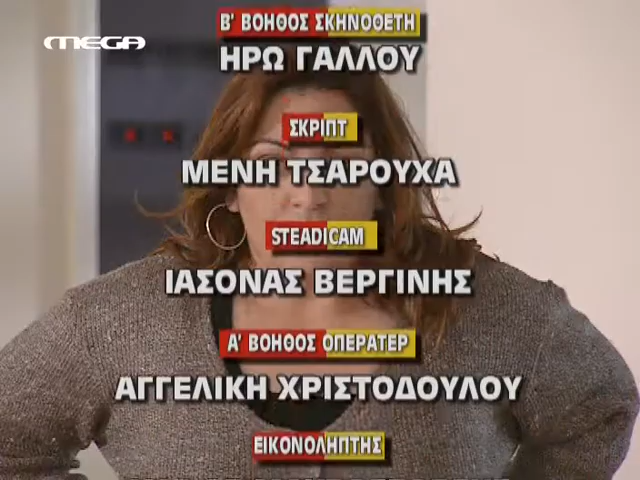 MEGA
Β' ΒΟΗΘΟΣ ΣΚΗΝΟΘΕΤΗ
ΗΡΩ ΓΑΛΛΟΥ
ΣΚΡΙΠΤ
ΜΕΝΗ ΤΣΑΡΟΥΧΑ
STEADICAM
ΙΑΣΟΝΑΣ ΒΕΡΓΙΝΗΣ
Α' ΒΟΗΘΟΣ ΟΠΕΡΑΤΕΡ
ΑΓΓΕΛΙΚΗ ΧΡΙΣΤΟΔΟΥΛΟΥ
ΕΙΚΟΝΟΛΗΠΤΗΣ